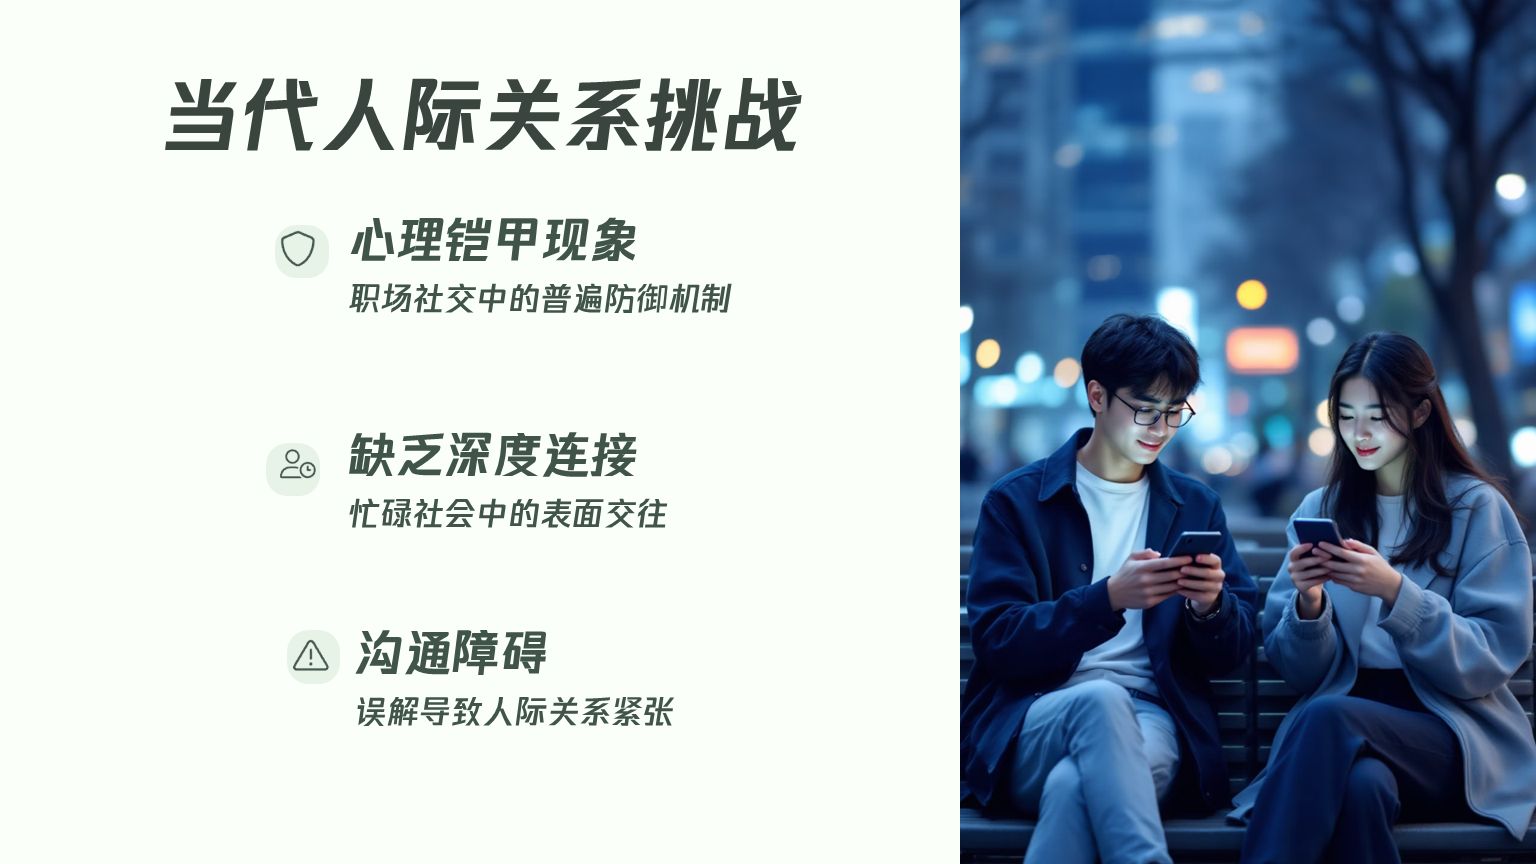 当代人际关系挑战
心理铠甲现象
职场社交中的普遍防御机制
缺乏深度连接
忙碌社会中的表面交往
沟通障碍
误解导致人际关系紧张